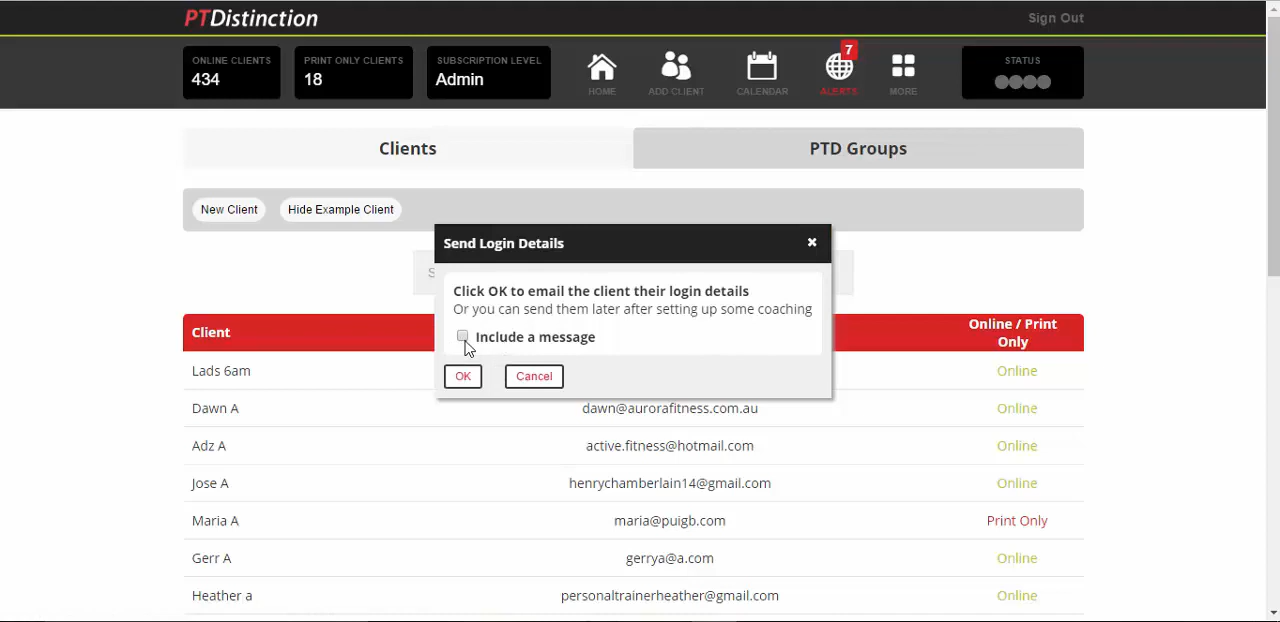 PTDistinction
Sign Out
ONLINE CLIENTS
434
PRINT ONLY CLIENTS
18
SUBSCRIPTION LEVEL
Admin
HOME
ADD CLIENT
CALENDAR
7
ALERTS
MORE
STATUS
Clients
PTD Groups
New Client
Hide Example Client
Send Login Details
Click OK to email the client their login details
Or you can send them later after setting up some coaching
Include a message
OK
Cancel
S
Client
Online / Print
Only
Lads 6am
Online
Dawn A
dawn@aurorafitness.com.au
Online
Adz A
active.fitness@hotmail.com
Online
Jose A
henrychamberlain14@gmail.com
Online
Maria A
maria@puigb.com
Print Only
Gerr A
gerrya@a.com
Online
Heather a
personaltrainerheather@gmail.com
Online